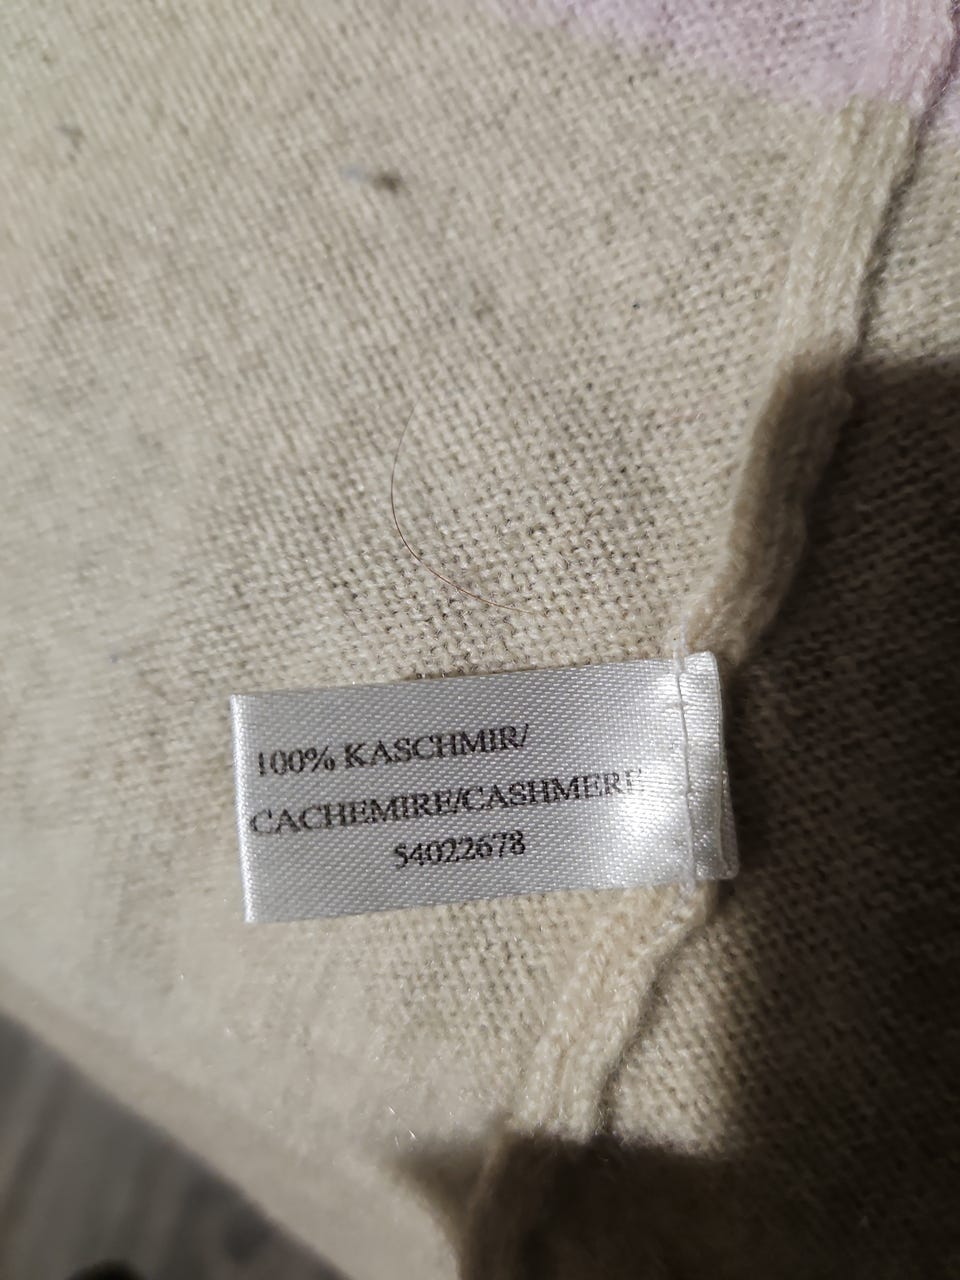 100% KASCHMIR/
CACHEMIRE/CASHMERE
54022678